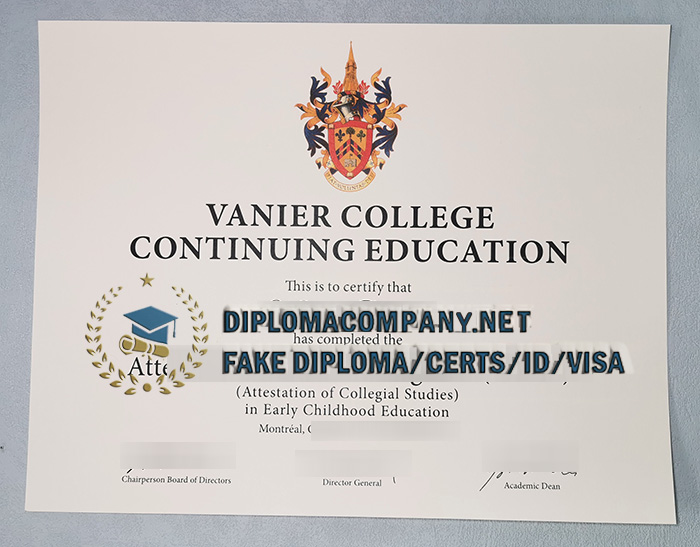 VANIER COLLEGE
CONTINUING EDUCATION
This is to certify that
DIPLOMACOMPANY.NET
has completed the
FAKE DIPLOMA/CERTS/ID/VISA
Atte
(Attestation of Collegial Studies)
in Early Childhood Education
Montréal,
Chairperson Board of Directors
Director General
Academic Dean